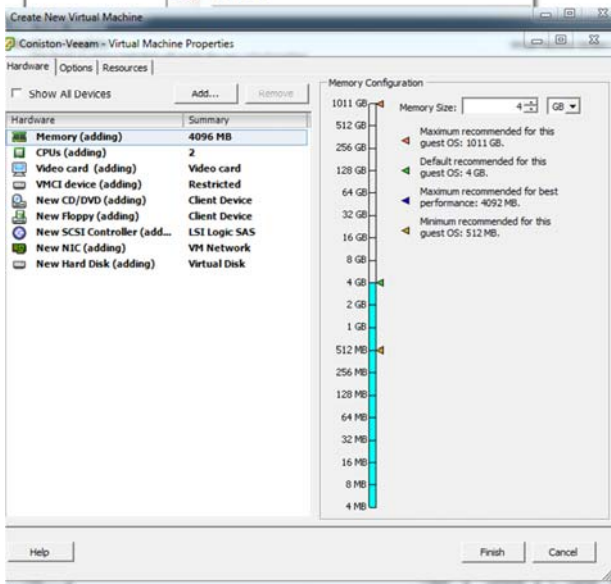 Create New Virtual Machine
Coniston-Veeam - Virtual Machine Properties
Hardware Options Resources
Show All Devices Add... Remove
Hardware Summary
Memory (adding) 4096 MB
CPUs (adding) 2
Video card (adding) Video card
VMCI device (adding) Restricted
New CD/DVD (adding) Client Device
New Floppy (adding) Client Device
New SCSI Controller (add... LSI Logic SAS
New NIC (adding) VM Network
New Hard Disk (adding) Virtual Disk
Memory Configuration
Memory Size: 4 GB
1011 GB
512 GB
256 GB
128 GB
64 GB
32 GB
16 GB
8 GB
4 GB
2 GB
1 GB
512 MB
256 MB
128 MB
64 MB
32 MB
16 MB
8 MB
4 MB
Maximum recommended for this
guest OS: 1011 GB.
Default recommended for this
guest OS: 4 GB.
Maximum recommended for best
performance: 4092 MB.
Minimum recommended for this
guest OS: 512 MB.
Help Finish Cancel